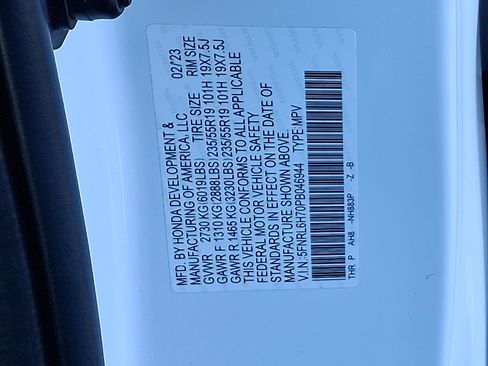 MFD. BY HONDA DEVELOPMENT & 02/23
MANUFACTURING OF AMERICA, LLC
TIRE SIZE RIM SIZE
GVWR 2730 KG(6019LBS)
GAWR F 1310 KG(2888LBS)235/55R19 101H 19X7.5J
GAWR R 1465 KG(3230LBS)235/55R19 101H 19X7.5J
THIS VEHICLE CONFORMS TO ALL APPLICABLE
FEDERAL MOTOR VEHICLE SAFETY
STANDARDS IN EFFECT ON THE DATE OF
MANUFACTURE SHOWN ABOVE.
V.I.N.:5FNRL6H70PB046944 TYPE:MPV
THR P AH8 -NH883P -Z -B